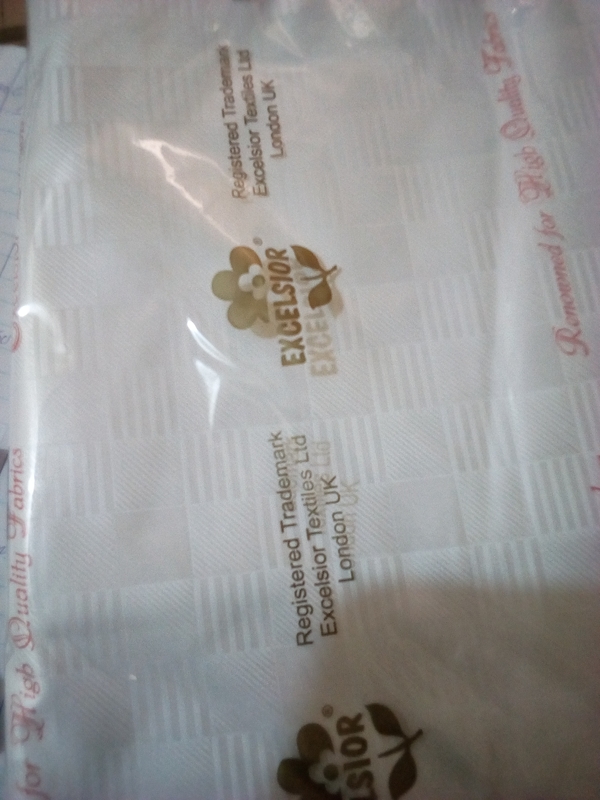 Registered Trademark
Excelsior Textiles Ltd
London UK
EXCELSIOR®
Registered Trademark
Excelsior Textiles Ltd
London UK
®
LSIOR
Renowned for High Quality Fabrics
for High Quality Fabrics